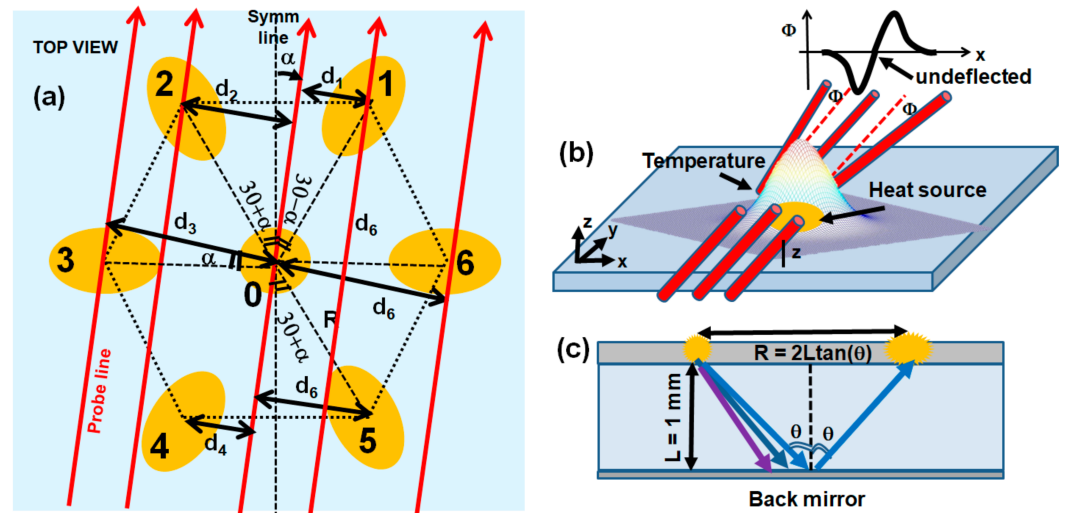 Symm
line
TOP VIEW
(a)
2
1
α
d1
d2
30+α
30−α
d3
d6
3
α
0
6
d6
R
30+α
d6
d4
4
5
Probe line
Φ
x
undeflected
Φ
Φ
(b)
Temperature
Heat source
z
y
x
z
(c)
R = 2Ltan(θ)
L = 1 mm
θ
θ
Back mirror